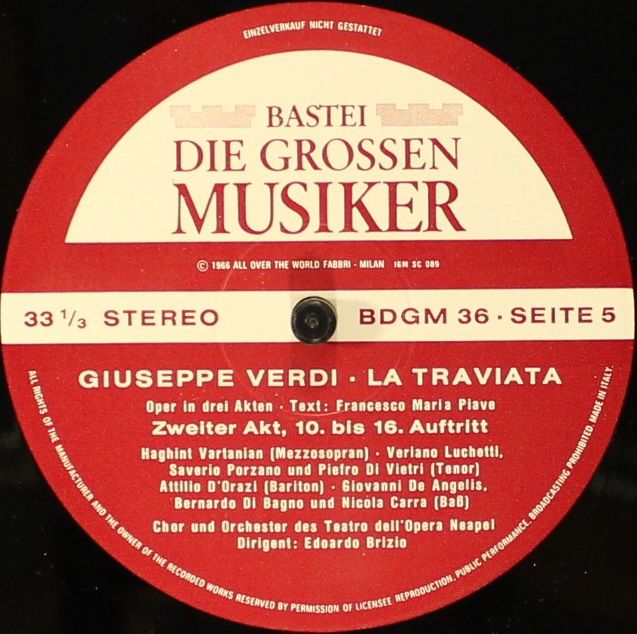 EINZELVERKAUF NICHT GESTATTET
BASTEI
DIE GROSSEN
MUSIKER
© 1966 ALL OVER THE WORLD FABBRI - MILAN IGM SC 089
33 1/3 STEREO
BDGM 36 · SEITE 5
GIUSEPPE VERDI · LA TRAVIATA
Oper in drei Akten · Text: Francesco Maria Piave
Zweiter Akt, 10. bis 16. Auftritt
Haghint Vartanian (Mezzosopran) · Veriano Luchetti,
Saverio Porzano und Piefro Di Vietri (Tenor)
Attilio D'Orazi (Bariton) · Giovanni De Angelis,
Bernardo Di Bagno und Nicola Carra (Baß)
Chor und Orchester des Teatro dell'Opera Neapel
Dirigent: Edoardo Brizio
ALL RIGHTS OF THE MANUFACTURER AND THE OWNER OF THE RECORDED WORKS RESERVED BY PERMISSION OF LICENSEE REPRODUCTION, PUBLIC PERFORMANCE, BROADCASTING PROHIBITED. MADE IN ITALY.